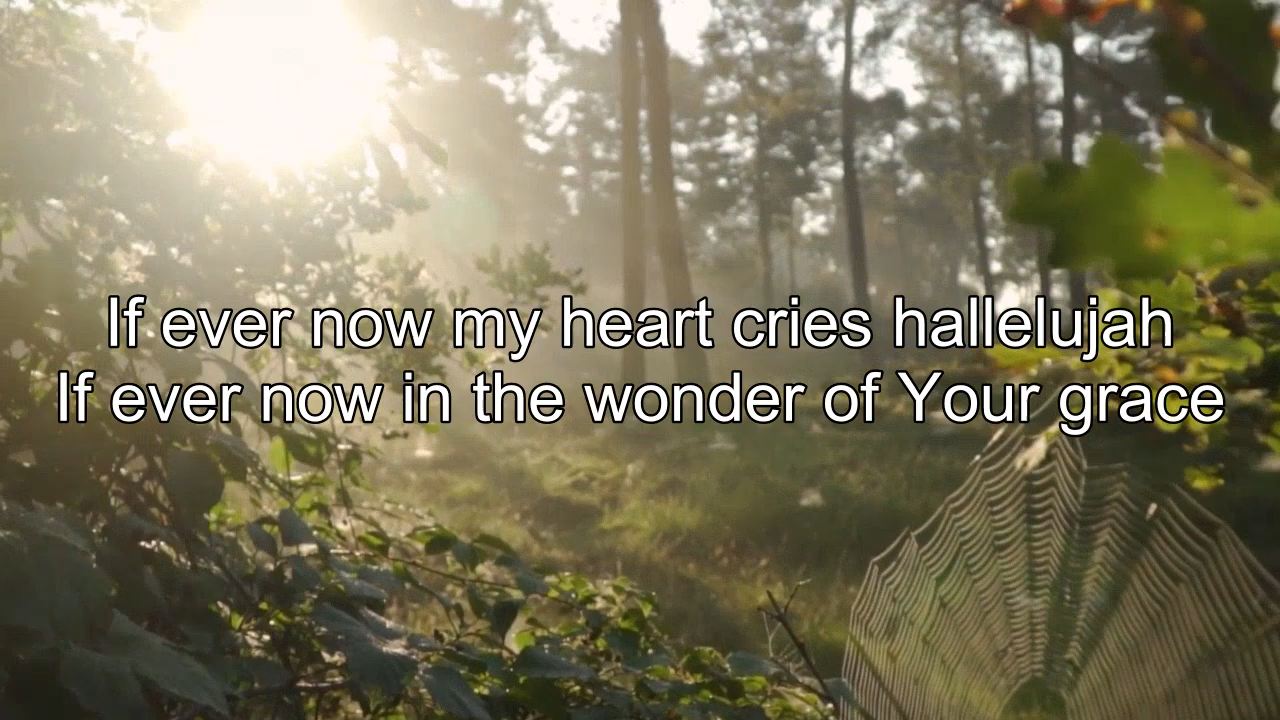 If ever now my heart cries hallelujah
If ever now in the wonder of Your grace